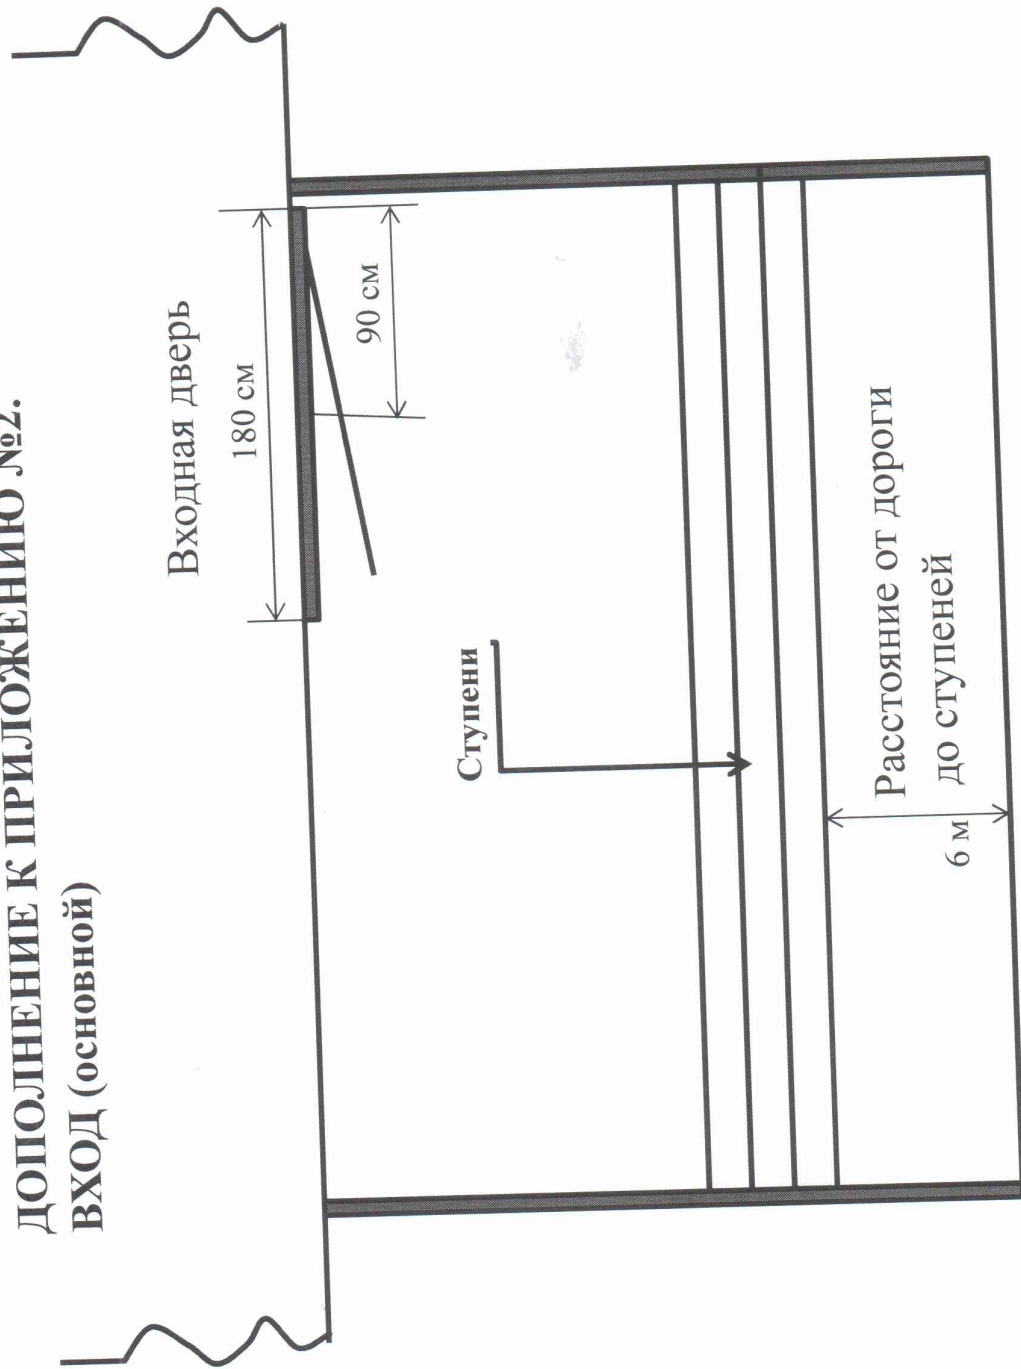 ДОПОЛНЕНИЕ К ПРИЛОЖЕНИЮ №2.
ВХОД (основной)
Входная дверь
180 см
90 см
Ступени
Расстояние от дороги
6 м до ступеней